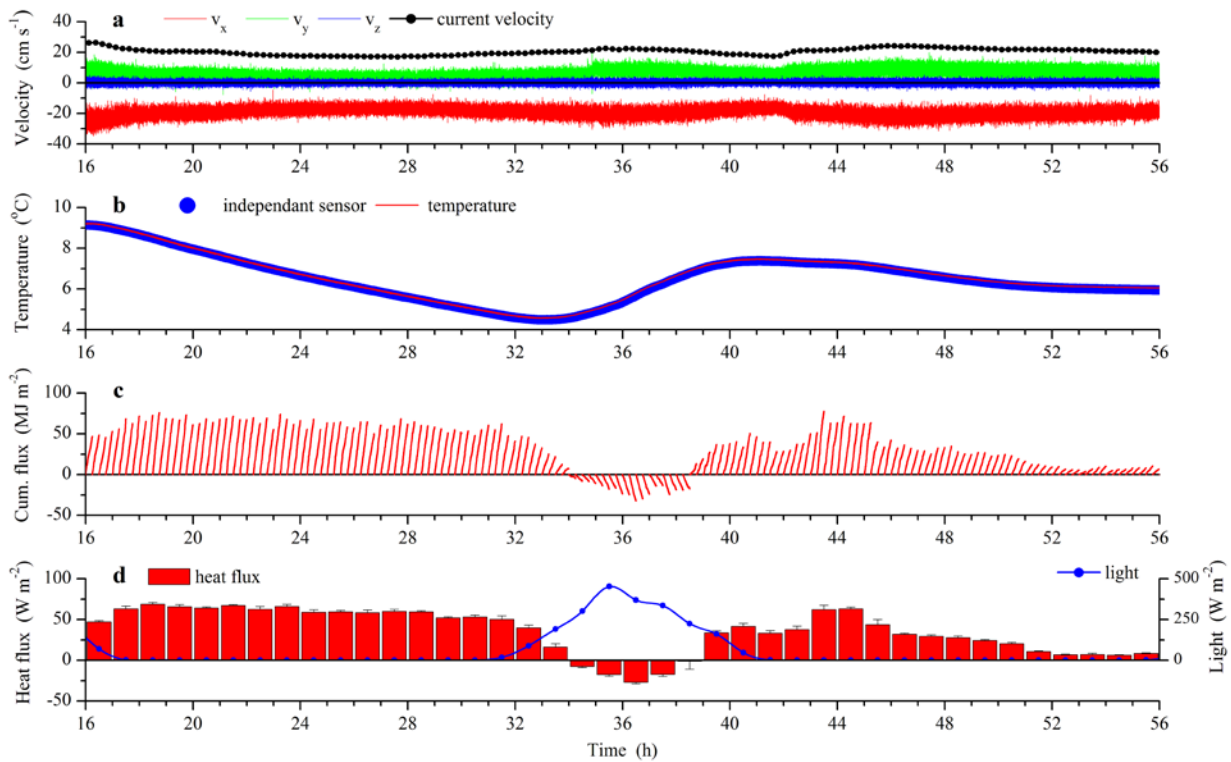 a v_x v_y v_z current velocity
Velocity (cm s⁻¹)
40
20
0
-20
-40
16 20 24 28 32 36 40 44 48 52 56
b independant sensor temperature
Temperature (°C)
10
8
6
4
16 20 24 28 32 36 40 44 48 52 56
c
Cum. flux (MJ m⁻²)
100
50
0
-50
16 20 24 28 32 36 40 44 48 52 56
d heat flux light
Heat flux (W m⁻²)
100
50
0
-50
500
250
0
Light (W m⁻²)
16 20 24 28 32 36 40 44 48 52 56
Time (h)